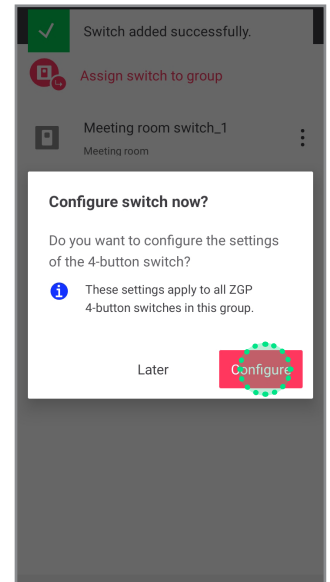 Switch added successfully.
Assign switch to group
Meeting room switch_1
Meeting room
Configure switch now?
Do you want to configure the settings
of the 4-button switch?
These settings apply to all ZGP
4-button switches in this group.
Later
Configure